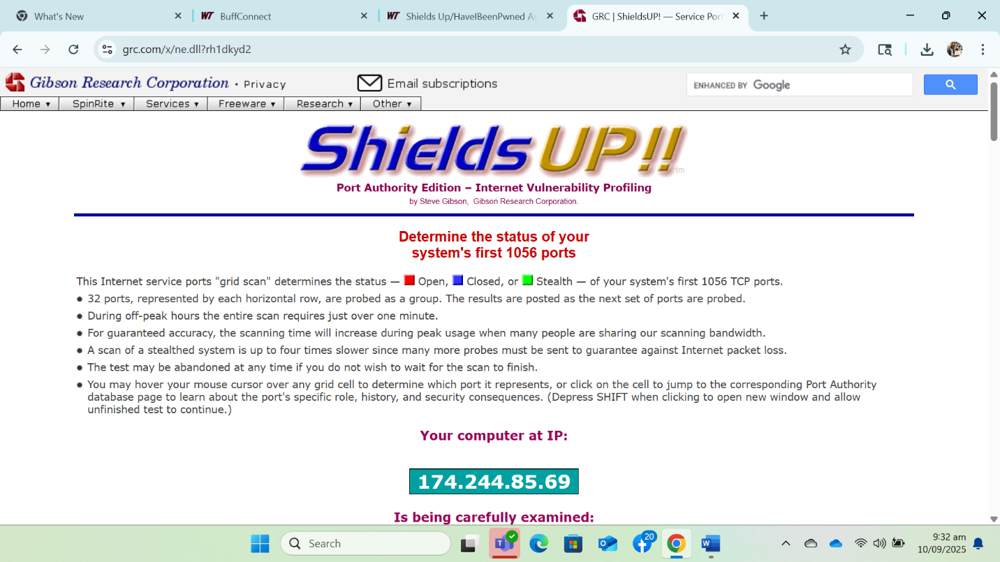 What's New
BuffConnect
Shields Up/HaveIBeenPwned As
GRC | ShieldsUP! — Service Port
grc.com/x/ne.dll?rh1dkyd2
Gibson Research Corporation · Privacy
Email subscriptions
ENHANCED BY Google
Home ▾ SpinRite ▾ Services ▾ Freeware ▾ Research ▾ Other ▾
ShieldsUP!!
tm
Port Authority Edition – Internet Vulnerability Profiling
by Steve Gibson, Gibson Research Corporation.
Determine the status of your
system's first 1056 ports
This Internet service ports "grid scan" determines the status — Open, Closed, or Stealth — of your system's first 1056 TCP ports.
32 ports, represented by each horizontal row, are probed as a group. The results are posted as the next set of ports are probed.
During off-peak hours the entire scan requires just over one minute.
For guaranteed accuracy, the scanning time will increase during peak usage when many people are sharing our scanning bandwidth.
A scan of a stealthed system is up to four times slower since many more probes must be sent to guarantee against Internet packet loss.
The test may be abandoned at any time if you do not wish to wait for the scan to finish.
You may hover your mouse cursor over any grid cell to determine which port it represents, or click on the cell to jump to the corresponding Port Authority
database page to learn about the port's specific role, history, and security consequences. (Depress SHIFT when clicking to open new window and allow
unfinished test to continue.)
Your computer at IP:
174.244.85.69
Is being carefully examined:
Search
20
9:32 am
10/09/2025